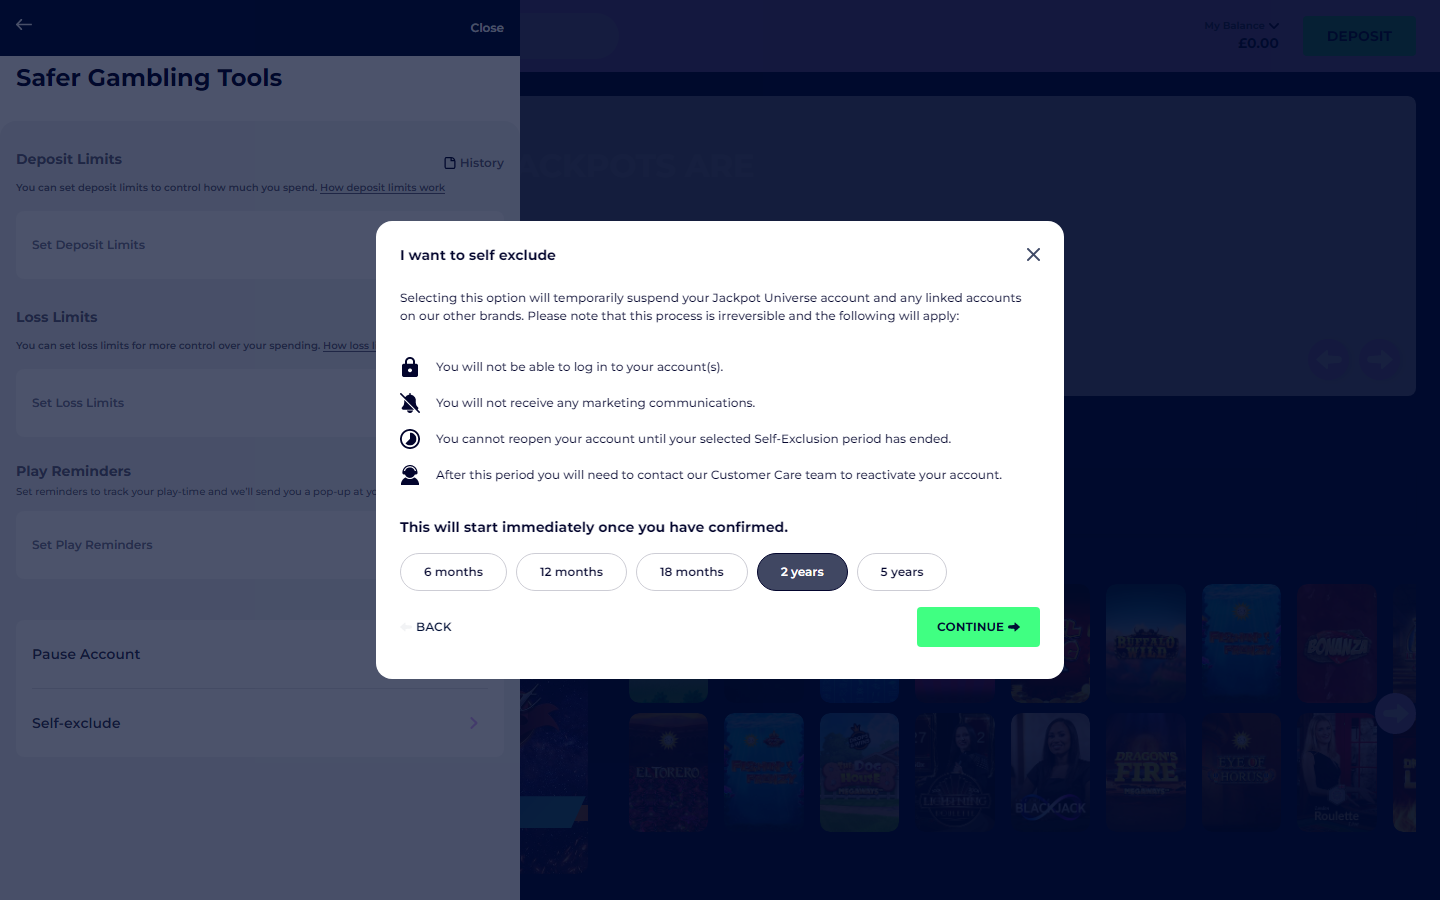 Close
My Balance
£0.00
DEPOSIT
Safer Gambling Tools
Deposit Limits
History
You can set deposit limits to control how much you spend. How deposit limits work
ACKPOTS ARE
Set Deposit Limits
Loss Limits
You can set loss limits for more control over your spending. How loss
Set Loss Limits
Play Reminders
Set reminders to track your play-time and we'll send you a pop-up at
Set Play Reminders
Pause Account
Self-exclude
I want to self exclude
Selecting this option will temporarily suspend your Jackpot Universe account and any linked accounts
on our other brands. Please note that this process is irreversible and the following will apply:
You will not be able to log in to your account(s).
You will not receive any marketing communications.
You cannot reopen your account until your selected Self-Exclusion period has ended.
After this period you will need to contact our Customer Care team to reactivate your account.
This will start immediately once you have confirmed.
6 months
12 months
18 months
2 years
5 years
BACK
CONTINUE
BUFFALO
WILD
BONANZA
EL TORERO
DOG
HOUSE
MEGAWAYS
LIGHTNING
BLACKJACK
DRAGON'S
FIRE
MEGAWAYS
EYE OF
HORUS
Roulette